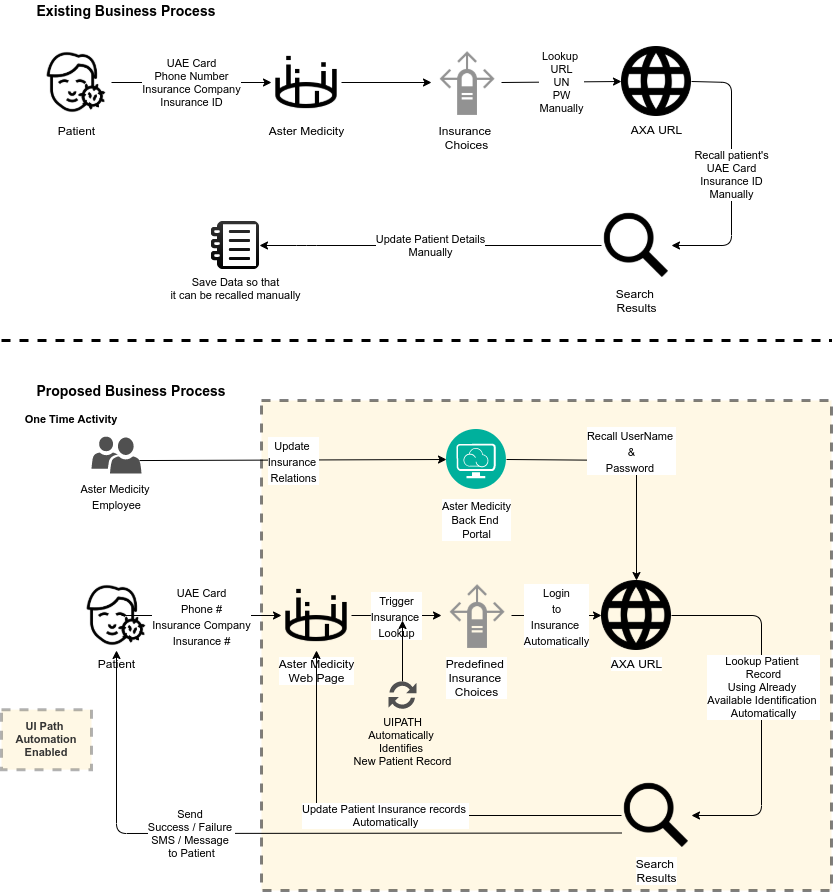 Existing Business Process
UAE Card
Phone Number
Insurance Company
Insurance ID
Lookup
URL
UN
PW
Manually
Patient
Aster Medicity
Insurance
Choices
AXA URL
Recall patient's
UAE Card
Insurance ID
Manually
Update Patient Details
Manually
Save Data so that
it can be recalled manually
Search
Results
Proposed Business Process
One Time Activity
Aster Medicity
Employee
Update
Insurance
Relations
Aster Medicity
Back End
Portal
Recall UserName
&
Password
UAE Card
Phone #
Insurance Company
Insurance #
Patient
Aster Medicity
Web Page
Trigger
Insurance
Lookup
Predefined
Insurance
Choices
Login
to
Insurance
Automatically
AXA URL
Lookup Patient
Record
Using Already
Available Identification
Automatically
UIPATH
Automatically
Identifies
New Patient Record
UI Path
Automation
Enabled
Update Patient Insurance records
Automatically
Send
Success / Failure
SMS / Message
to Patient
Search
Results